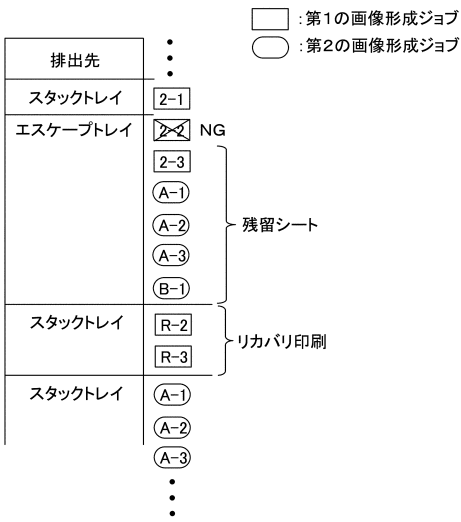 :第1の画像形成ジョブ
:第2の画像形成ジョブ
排出先
スタックトレイ 2-1
エスケープトレイ 2-2 NG
2-3
A-1
A-2
残留シート
A-3
B-1
スタックトレイ R-2
リカバリ印刷
R-3
スタックトレイ A-1
A-2
A-3